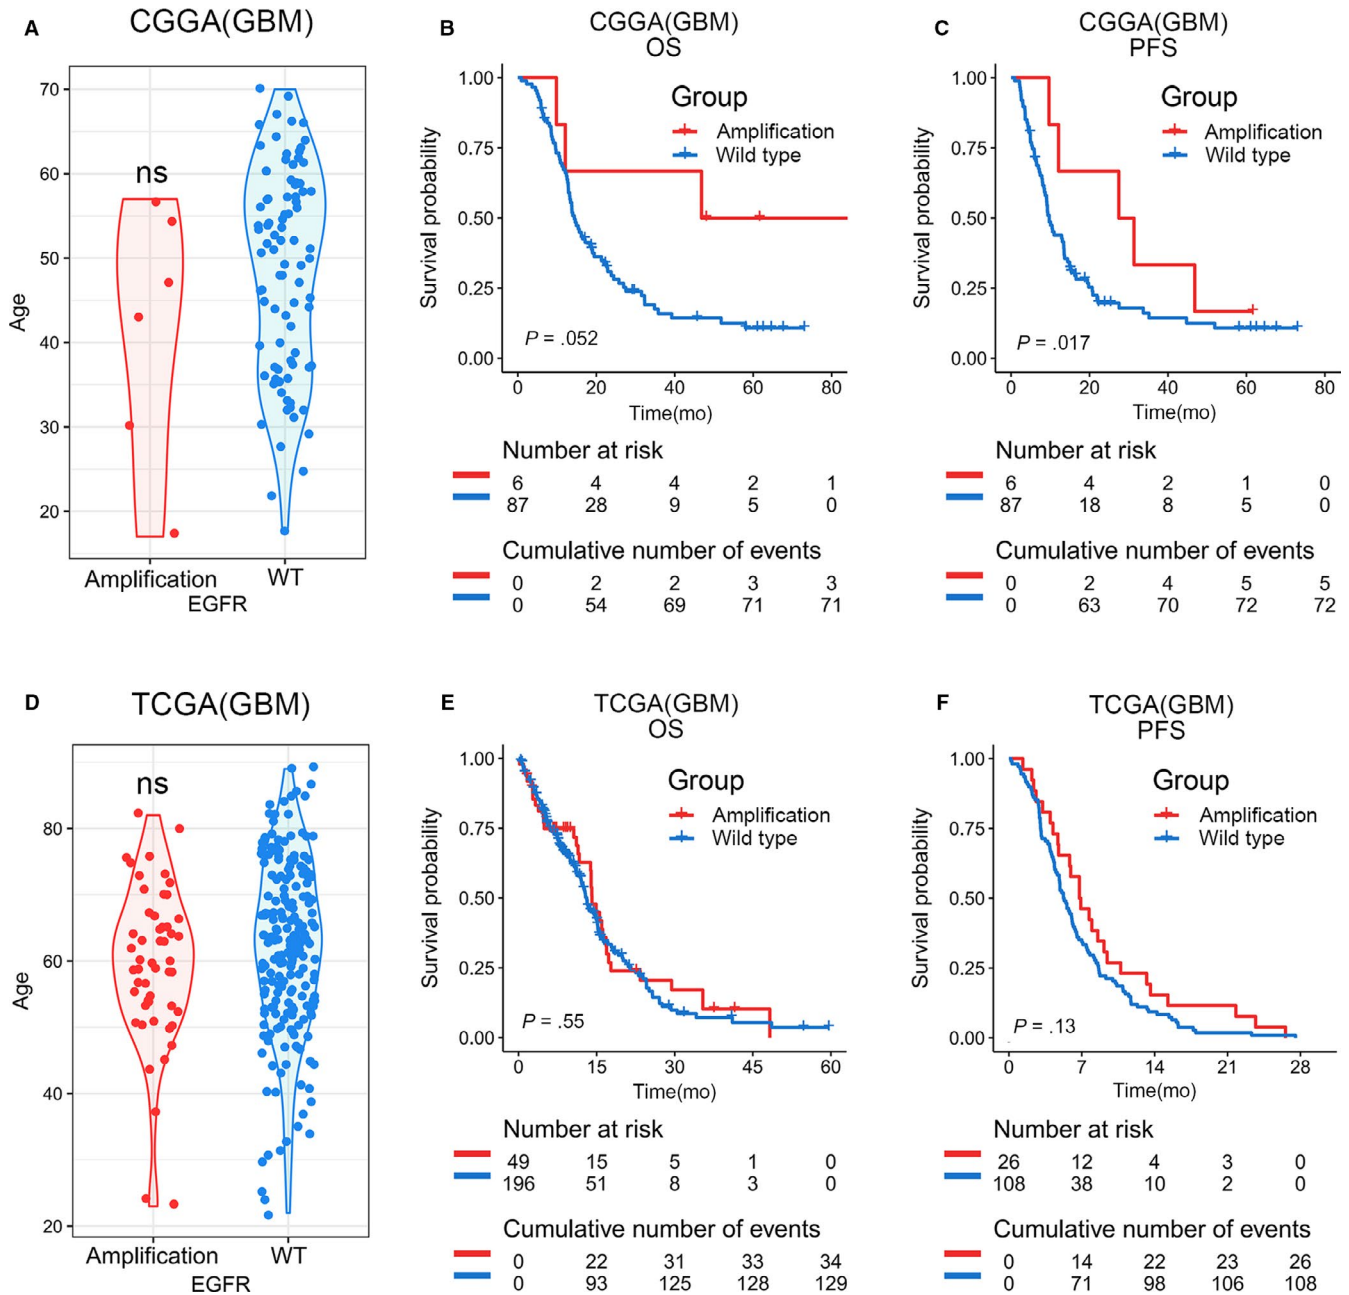 A
CGGA(GBM)
ns
Age
70
60
50
40
30
20
Amplification
WT
EGFR
B
CGGA(GBM)
OS
Survival probability
1.00
0.75
0.50
0.25
0.00
Group
Amplification
Wild type
P = .052
0 20 40 60 80
Time(mo)
Number at risk
6 4 4 2 1
87 28 9 5 0
Cumulative number of events
0 2 2 3 3
0 54 69 71 71
C
CGGA(GBM)
PFS
Survival probability
1.00
0.75
0.50
0.25
0.00
Group
Amplification
Wild type
P = .017
0 20 40 60 80
Time(mo)
Number at risk
6 4 2 1 0
87 18 8 5 0
Cumulative number of events
0 2 4 5 5
0 63 70 72 72
D
TCGA(GBM)
ns
Age
80
60
40
20
Amplification
WT
EGFR
E
TCGA(GBM)
OS
Survival probability
1.00
0.75
0.50
0.25
0.00
Group
Amplification
Wild type
P = .55
0 15 30 45 60
Time(mo)
Number at risk
49 15 5 1 0
196 51 8 3 0
Cumulative number of events
0 22 31 33 34
0 93 125 128 129
F
TCGA(GBM)
PFS
Survival probability
1.00
0.75
0.50
0.25
0.00
Group
Amplification
Wild type
P = .13
0 7 14 21 28
Time(mo)
Number at risk
26 12 4 3 0
108 38 10 2 0
Cumulative number of events
0 14 22 23 26
0 71 98 106 108